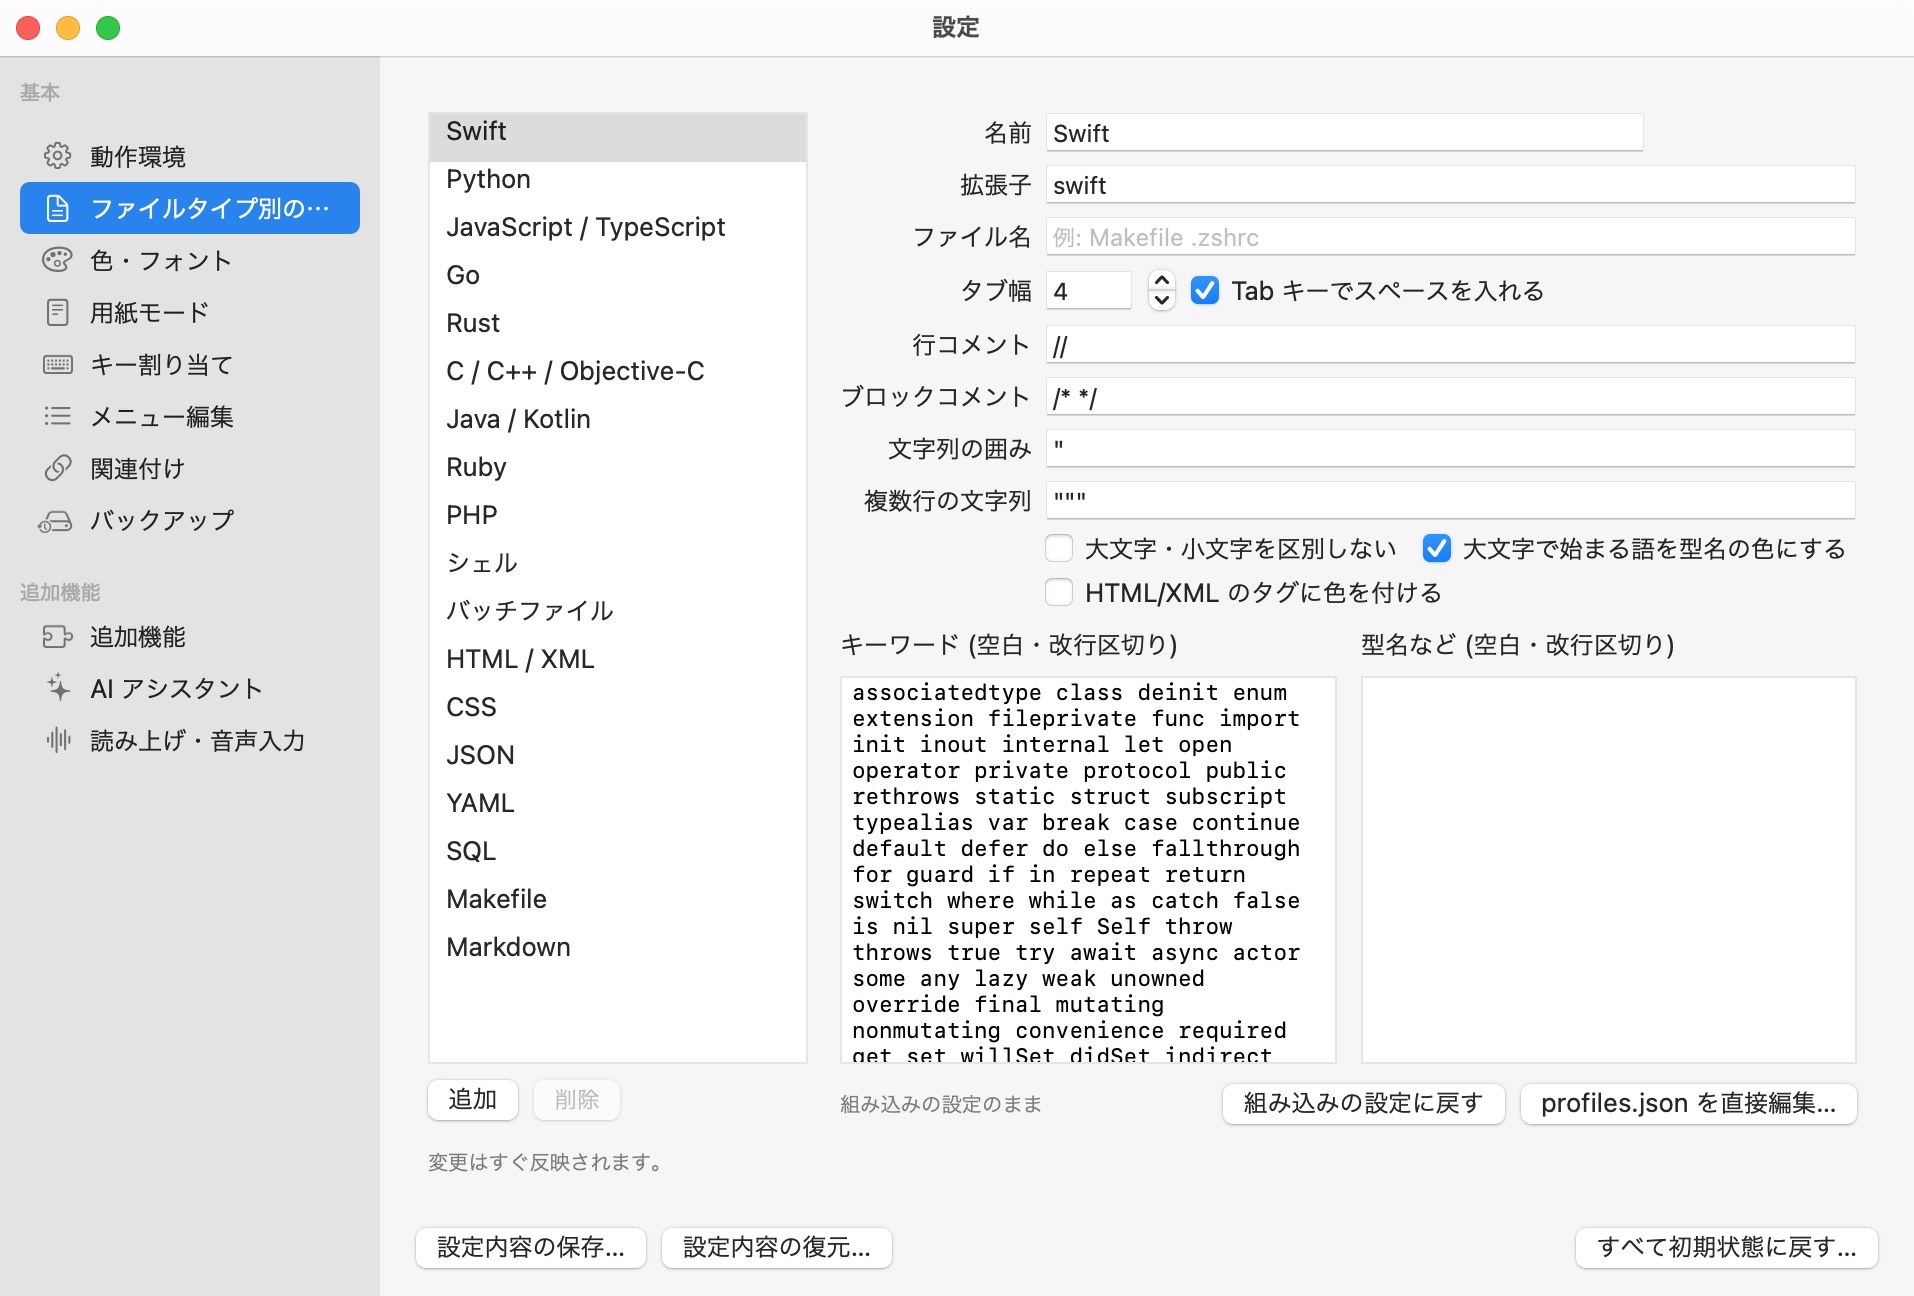 設定
基本
動作環境
ファイルタイプ別の…
色・フォント
用紙モード
キー割り当て
メニュー編集
関連付け
バックアップ
追加機能
追加機能
AI アシスタント
読み上げ・音声入力
Swift
Python
JavaScript / TypeScript
Go
Rust
C / C++ / Objective-C
Java / Kotlin
Ruby
PHP
シェル
バッチファイル
HTML / XML
CSS
JSON
YAML
SQL
Makefile
Markdown
追加
削除
変更はすぐ反映されます。
名前 Swift
拡張子 swift
ファイル名 例: Makefile .zshrc
タブ幅 4 Tab キーでスペースを入れる
行コメント //
ブロックコメント /* */
文字列の囲み "
複数行の文字列 """
大文字・小文字を区別しない 大文字で始まる語を型名の色にする
HTML/XML のタグに色を付ける
キーワード (空白・改行区切り)
associatedtype class deinit enum
extension fileprivate func import
init inout internal let open
operator private protocol public
rethrows static struct subscript
typealias var break case continue
default defer do else fallthrough
for guard if in repeat return
switch where while as catch false
is nil super self Self throw
throws true try await async actor
some any lazy weak unowned
override final mutating
nonmutating convenience required
get set willSet didSet indirect
型名など (空白・改行区切り)
組み込みの設定のまま
組み込みの設定に戻す
profiles.json を直接編集...
設定内容の保存...
設定内容の復元...
すべて初期状態に戻す...